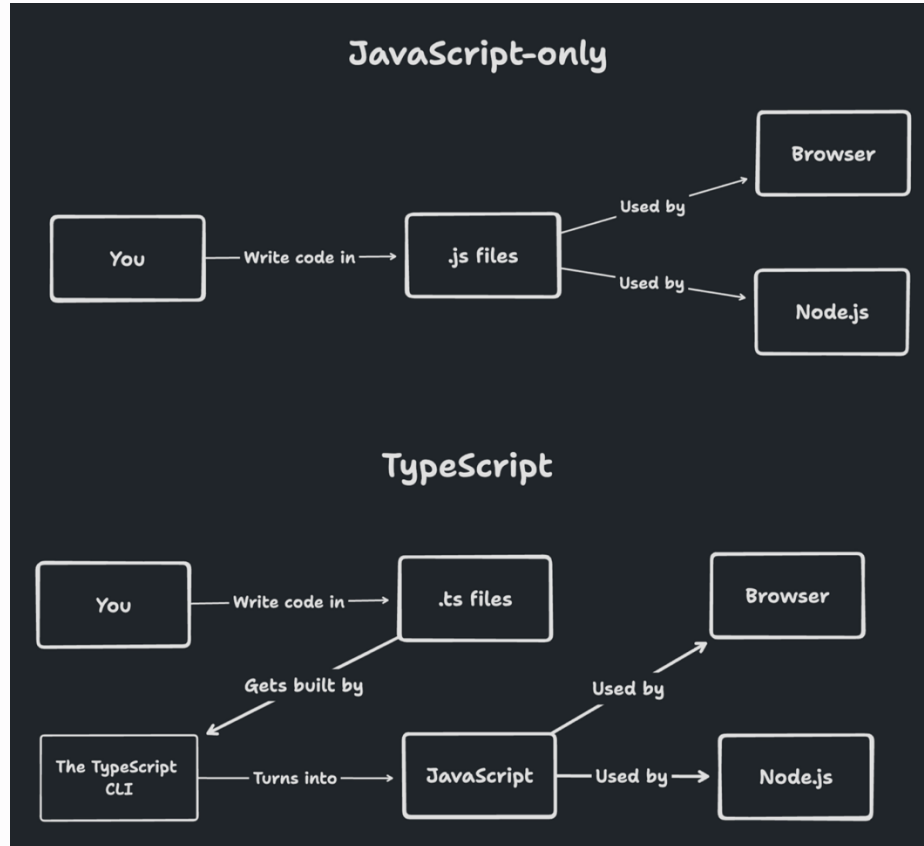 JavaScript-only
Browser
Used by
You
Write code in
.js files
Used by
Node.js
TypeScript
You
Write code in
.ts files
Browser
Gets built by
Used by
The TypeScript
CLI
Turns into
JavaScript
Used by
Node.js